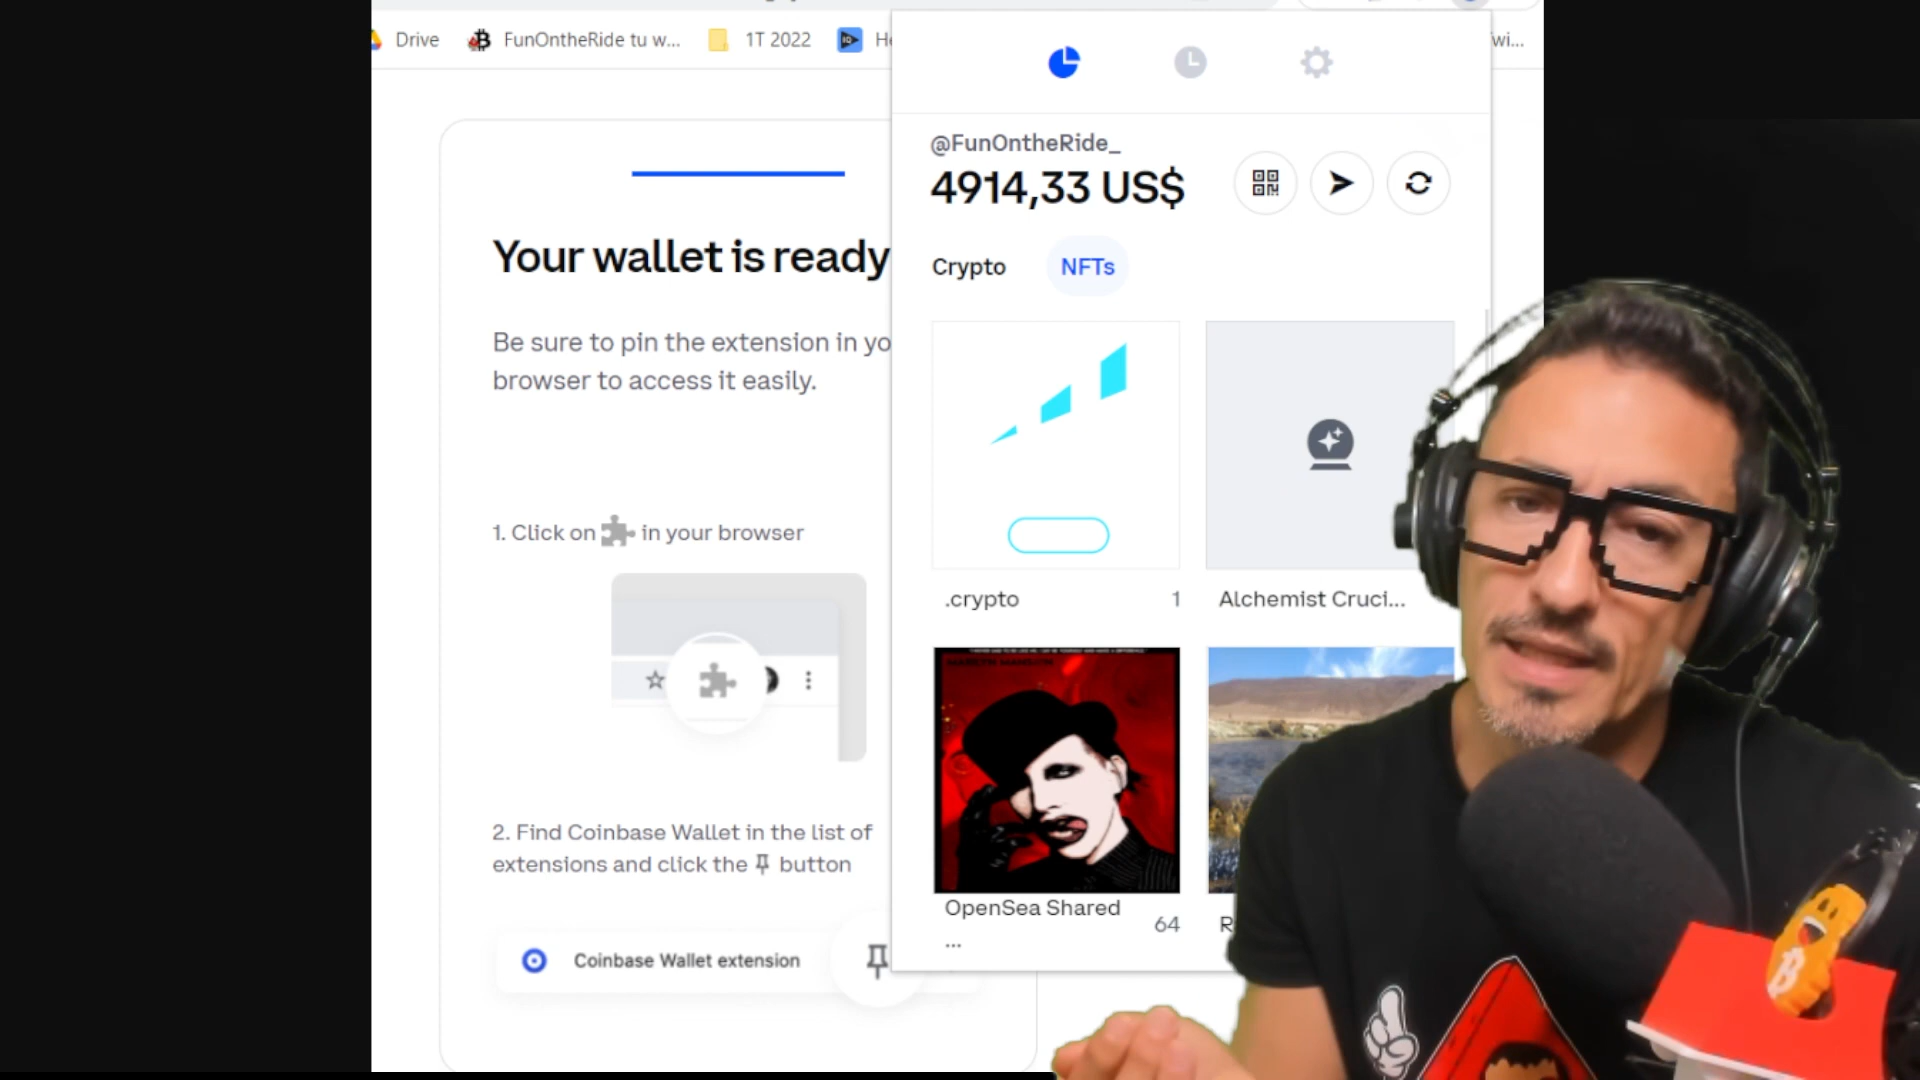 Drive
FunOntheRide tu w...
1T 2022
Your wallet is ready
Be sure to pin the extension in yo
browser to access it easily.
1. Click on in your browser
2. Find Coinbase Wallet in the list of
extensions and click the button
Coinbase Wallet extension
@FunOntheRide_
4914,33 US$
Crypto
NFTs
.crypto
1
Alchemist Cruci...
OpenSea Shared
...
64